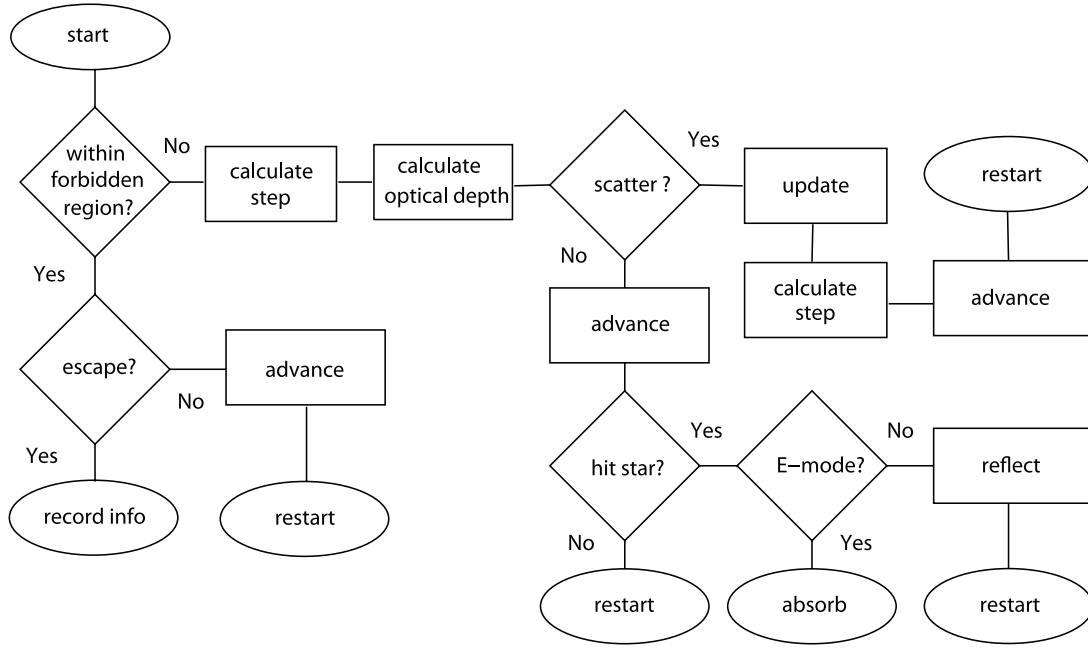 start
within
forbidden
region?
No
calculate
step
calculate
optical depth
scatter ?
Yes
update
restart
Yes
No
calculate
step
advance
advance
escape?
advance
No
Yes
hit star?
Yes
E–mode?
No
reflect
Yes
record info
restart
No
restart
absorb
restart